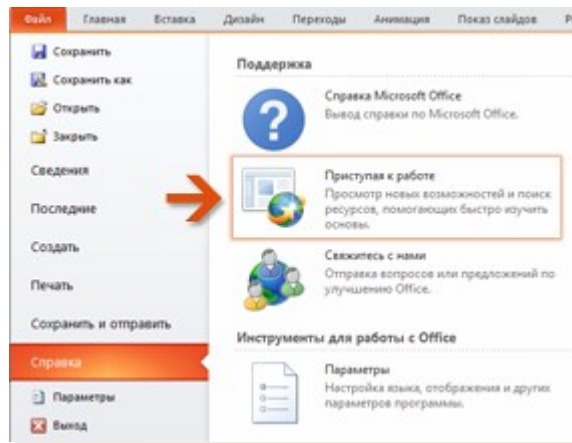 Файл Главная Вставка Дизайн Переходы Анимация Показ слайдов
Сохранить
Сохранить как
Открыть
Закрыть
Сведения
Последние
Создать
Печать
Сохранить и отправить
Справка
Параметры
Выход
Поддержка
Справка Microsoft Office
Вывод справки по Microsoft Office.
Приступая к работе
Просмотр новых возможностей и поиск
ресурсов, помогающих быстро изучить
основы.
Свяжитесь с нами
Отправка вопросов или предложений по
улучшению Office.
Инструменты для работы с Office
Параметры
Настройка языка, отображения и других
параметров программы.